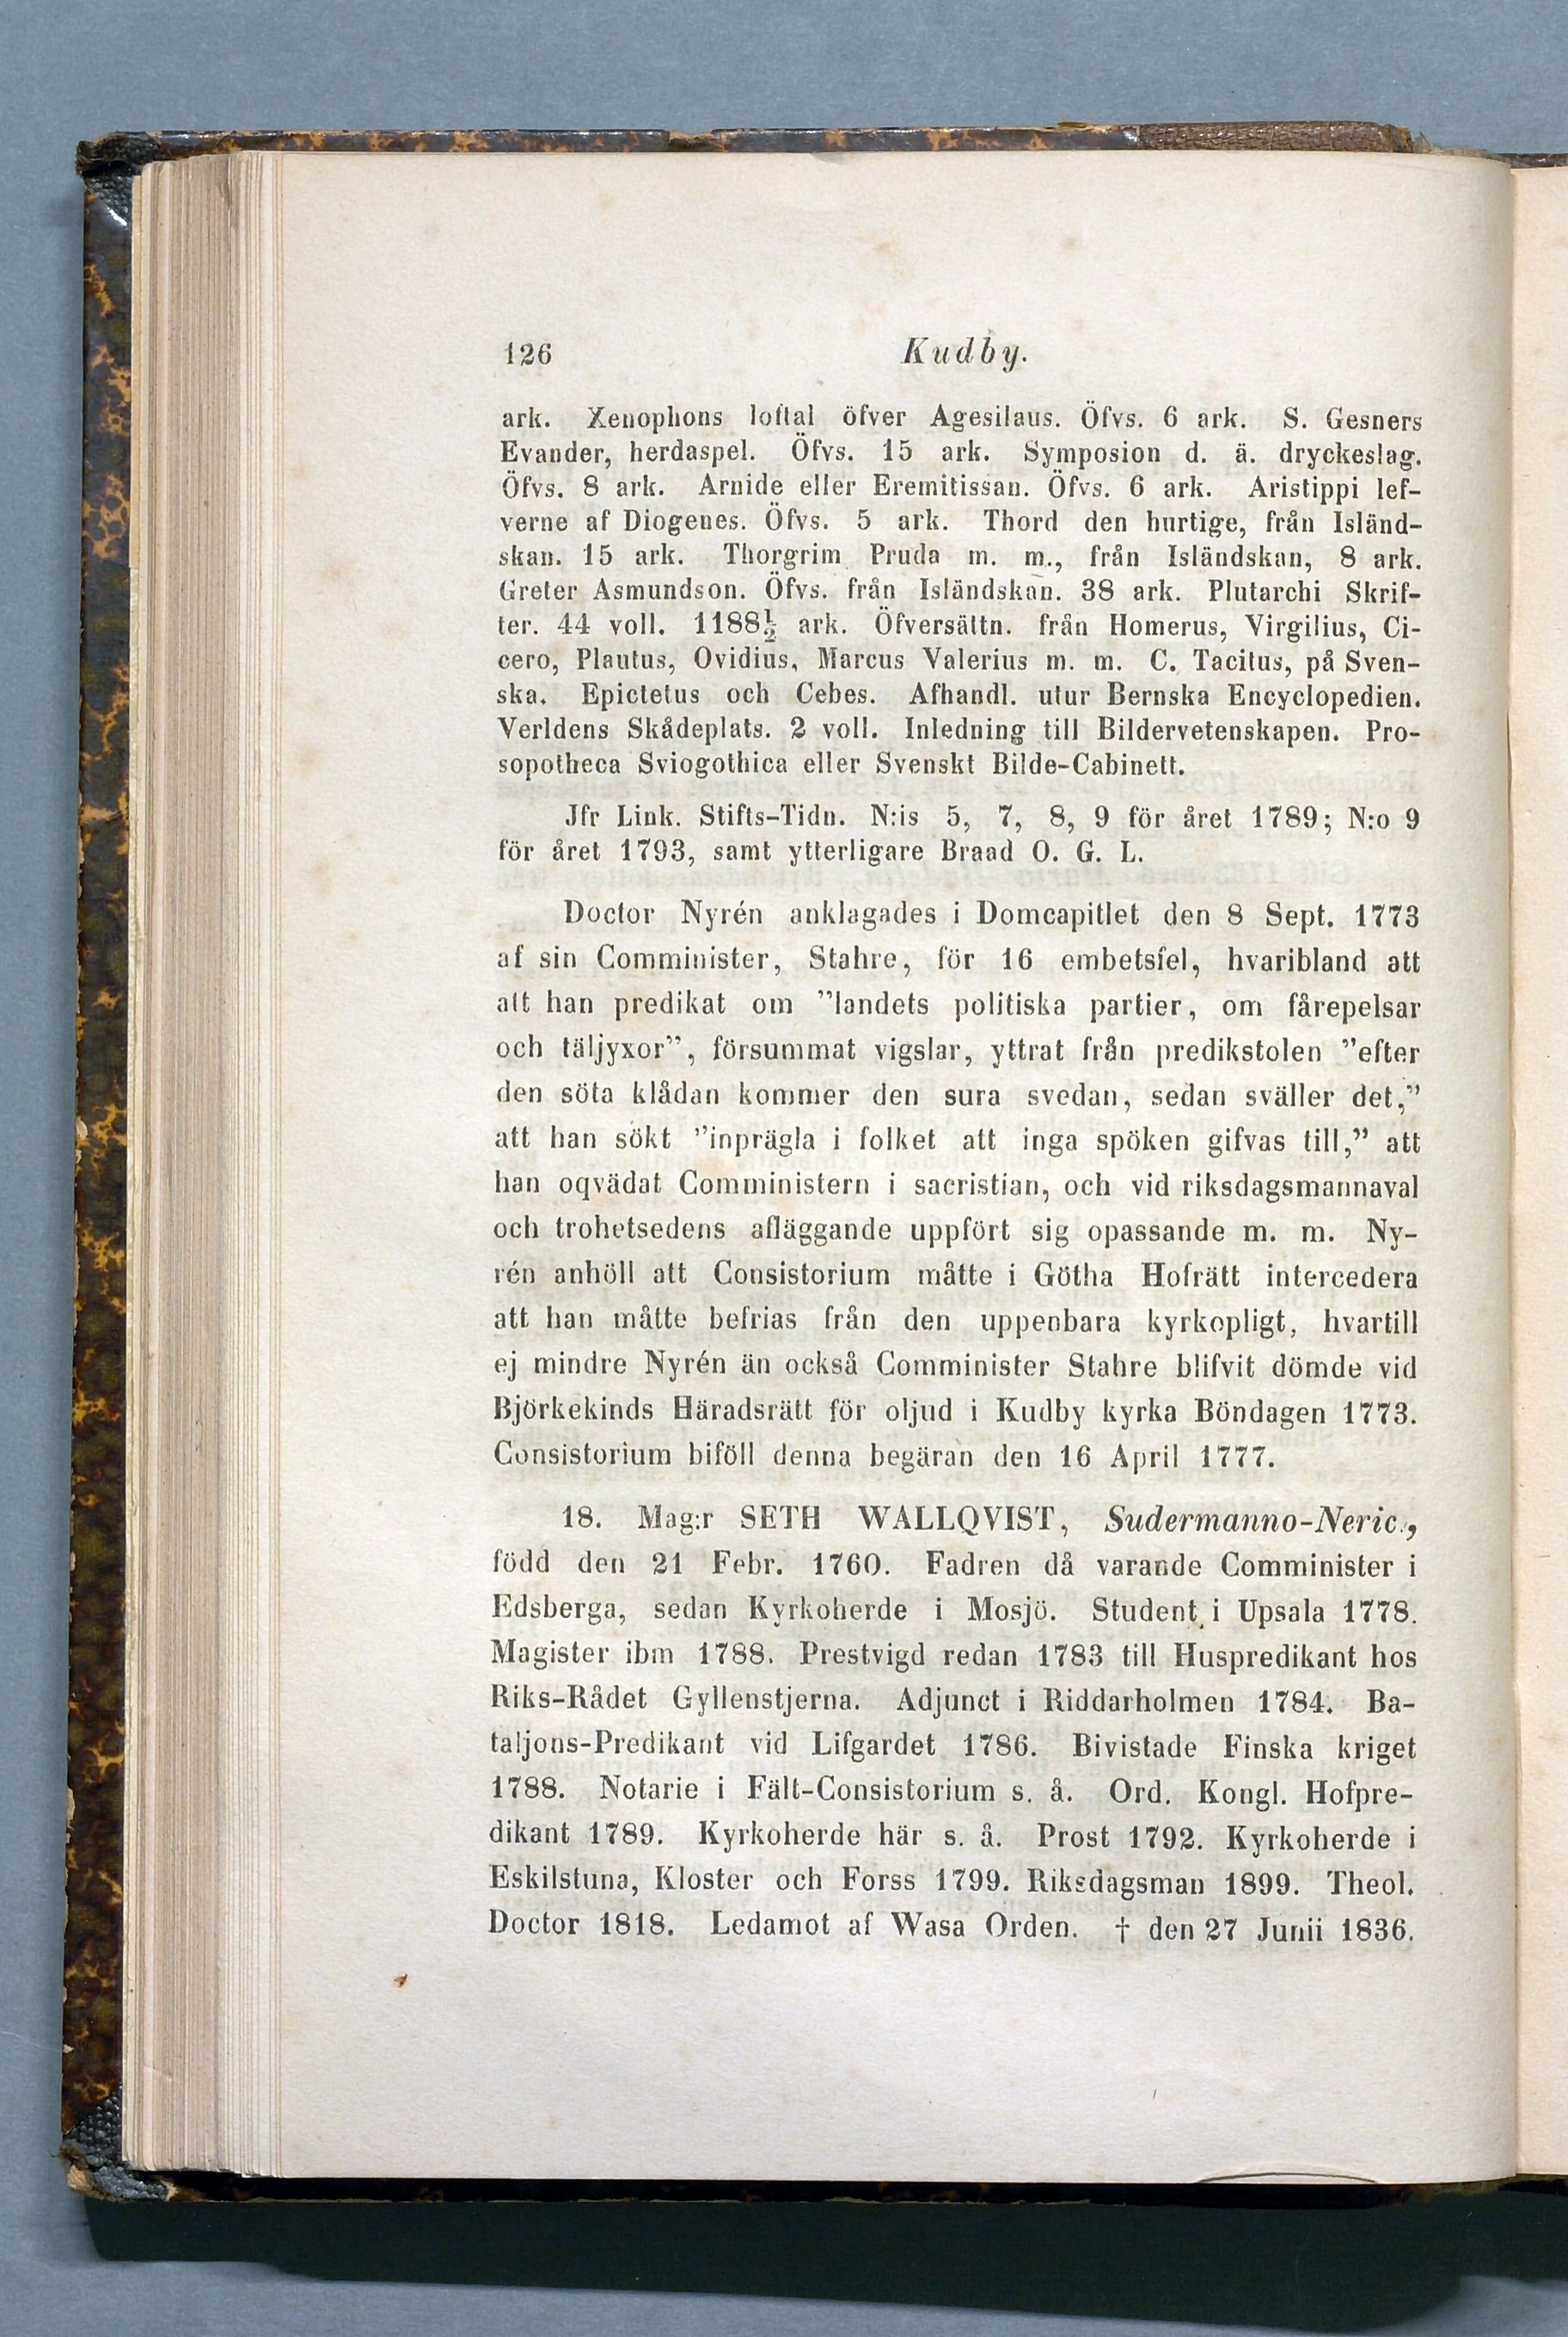 126 Kudby.
ark. Xenophons loftal öfver Agesilaus. Öfvs. 6 ark. S. Gesners
Evander, herdaspel. Öfvs. 15 ark. Symposion d. ä. dryckeslag.
Öfvs. 8 ark. Arnide eller Eremitissan. Öfvs. 6 ark. Aristippi lef-
verne af Diogenes. Öfvs. 5 ark. Thord den hurtige, från Isländ-
skan. 15 ark. Thorgrim Pruda m. m., från Isländskan, 8 ark.
Greter Asmundson. Öfvs. från Isländskan. 38 ark. Plutarchi Skrif-
ter. 44 voll. 1188½ ark. Öfversättn. från Homerus, Virgilius, Ci-
cero, Plautus, Ovidius, Marcus Valerius m. m. C. Tacitus, på Sven-
ska. Epictetus och Cebes. Afhandl. utur Bernska Encyclopedien.
Verldens Skådeplats. 2 voll. Inledning till Bildervetenskapen. Pro-
sopotheca Sviogothica eller Svenskt Bilde-Cabinett.
Jfr Link. Stifts-Tidn. N:is 5, 7, 8, 9 för året 1789; N:o 9
för året 1793, samt ytterligare Braad O. G. L.
Doctor Nyrén anklagades i Domcapitlet den 8 Sept. 1773
af sin Comminister, Stahre, för 16 embetsfel, hvaribland att
att han predikat om ”landets politiska partier, om fårepelsar
och täljyxor”, försummat vigslar, yttrat från predikstolen ”efter
den söta klådan kommer den sura svedan, sedan sväller det,”
att han sökt ”inprägla i folket att inga spöken gifvas till,” att
han oqvädat Comministern i sacristian, och vid riksdagsmannaval
och trohetsedens afläggande uppfört sig opassande m. m. Ny-
rén anhöll att Consistorium måtte i Götha Hofrätt intercedera
att han måtte befrias från den uppenbara kyrkopligt, hvartill
ej mindre Nyrén än också Comminister Stahre blifvit dömde vid
Björkekinds Häradsrätt för oljud i Kudby kyrka Böndagen 1773.
Consistorium biföll denna begäran den 16 April 1777.
18. Mag:r SETH WALLQVIST, Sudermanno-Neric.,
född den 21 Febr. 1760. Fadren då varande Comminister i
Edsberga, sedan Kyrkoherde i Mosjö. Student i Upsala 1778.
Magister ibm 1788. Prestvigd redan 1783 till Huspredikant hos
Riks-Rådet Gyllenstjerna. Adjunct i Riddarholmen 1784. Ba-
taljons-Predikant vid Lifgardet 1786. Bivistade Finska kriget
1788. Notarie i Fält-Consistorium s. å. Ord. Kongl. Hofpre-
dikant 1789. Kyrkoherde här s. å. Prost 1792. Kyrkoherde i
Eskilstuna, Kloster och Forss 1799. Riksdagsman 1899. Theol.
Doctor 1818. Ledamot af Wasa Orden. † den 27 Junii 1836.